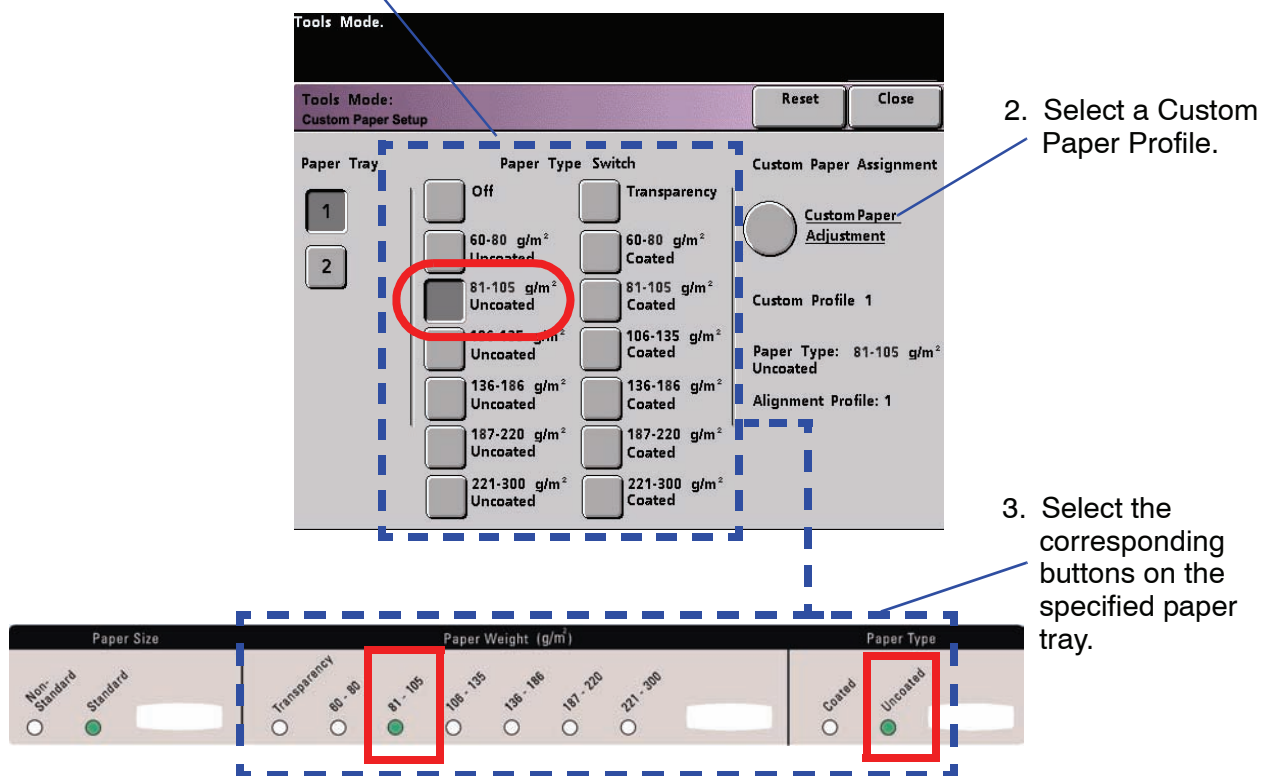 Tools Mode.
Tools Mode:
Custom Paper Setup
Reset
Close
2. Select a Custom
Paper Profile.
Paper Tray
1
2
Paper Type Switch
Off
Transparency
60-80 g/m²
Uncoated
60-80 g/m²
Coated
81-105 g/m²
Uncoated
81-105 g/m²
Coated
106-135 g/m²
Uncoated
106-135 g/m²
Coated
136-186 g/m²
Uncoated
136-186 g/m²
Coated
187-220 g/m²
Uncoated
187-220 g/m²
Coated
221-300 g/m²
Uncoated
221-300 g/m²
Coated
Custom Paper Assignment
Custom Paper
Adjustment
Custom Profile 1
Paper Type: 81-105 g/m²
Uncoated
Alignment Profile: 1
3. Select the
corresponding
buttons on the
specified paper
tray.
Paper Size
Non-
Standard
Standard
Paper Weight (g/m²)
Transparency
60 - 80
81 - 105
106 - 135
136 - 186
187 - 220
221 - 300
Paper Type
Coated
Uncoated